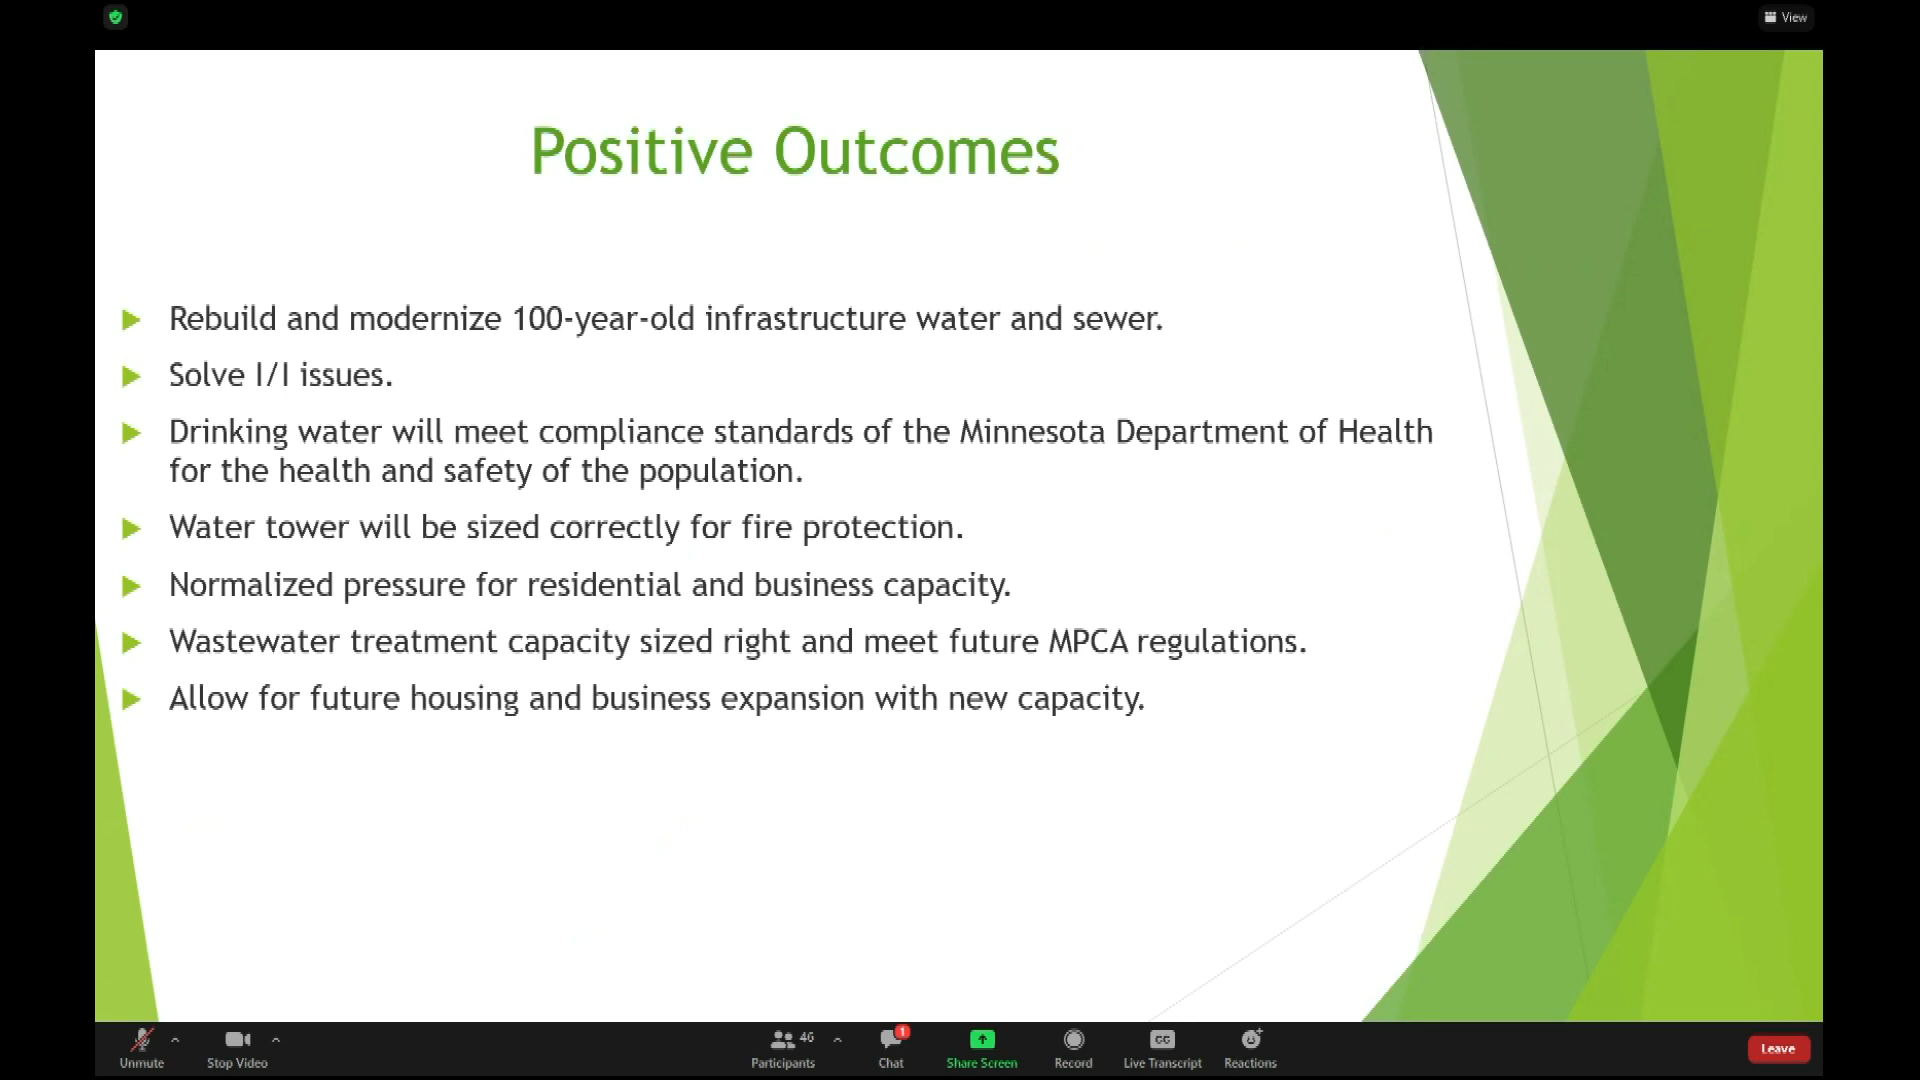 View
Positive Outcomes
Rebuild and modernize 100-year-old infrastructure water and sewer.
Solve I/I issues.
Drinking water will meet compliance standards of the Minnesota Department of Health
for the health and safety of the population.
Water tower will be sized correctly for fire protection.
Normalized pressure for residential and business capacity.
Wastewater treatment capacity sized right and meet future MPCA regulations.
Allow for future housing and business expansion with new capacity.
Unmute
Stop Video
46
Participants
1
Chat
Share Screen
Record
CC
Live Transcript
Reactions
Leave